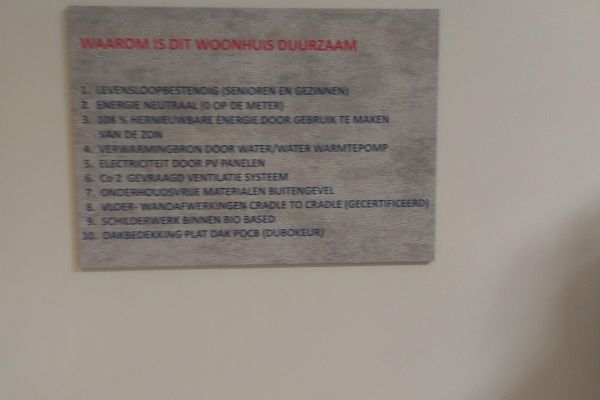 WAAROM IS DIT WOONHUIS DUURZAAM
1. LEVENSLOOPBESTENDIG (SENIOREN EN GEZINNEN)
2. ENERGIE NEUTRAAL (0 OP DE METER)
3. 108 % HERNIEUWBARE ENERGIE DOOR GEBRUIK TE MAKEN
VAN DE ZON
4. VERWARMINGBRON DOOR WATER/WATER WARMTEPOMP
5. ELECTRICITEIT DOOR PV PANELEN
6. Co 2 GEVRAAGD VENTILATIE SYSTEEM
7. ONDERHOUDSVRIJE MATERIALEN BUITENGEVEL
8. VLOER- WANDAFWERKINGEN CRADLE TO CRADLE (GECERTIFICEERD)
9. SCHILDERWERK BINNEN BIO BASED
10. DAKBEDEKKING PLAT DAK POCB (DUBOKEUR)